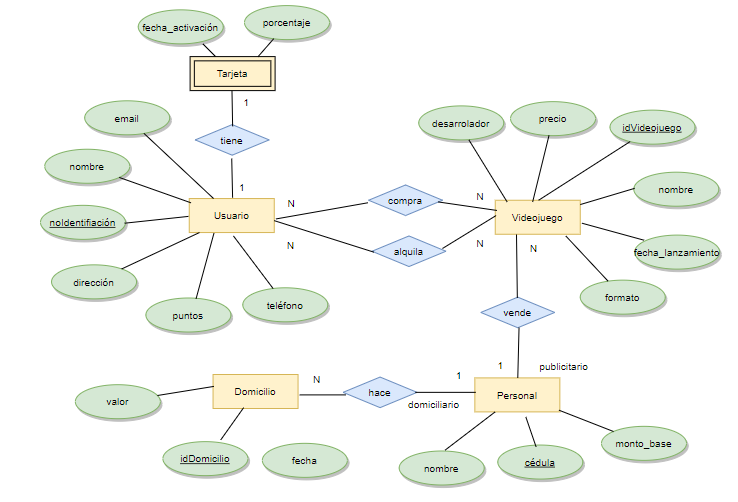 fecha_activación
porcentaje
Tarjeta
1
email
tiene
desarrolador
precio
idVideojuego
nombre
1
N
compra
N
nombre
noIdentifiación
Usuario
Videojuego
N
alquila
N
N
fecha_lanzamiento
dirección
puntos
teléfono
formato
vende
1
publicitario
N
hace
1
domiciliario
Domicilio
Personal
valor
idDomicilio
fecha
nombre
cédula
monto_base